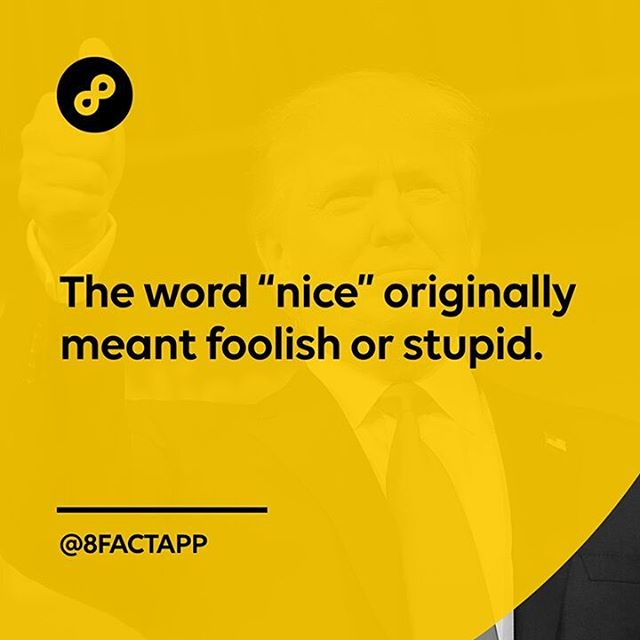 The word “nice” originally
meant foolish or stupid.
@8FACTAPP